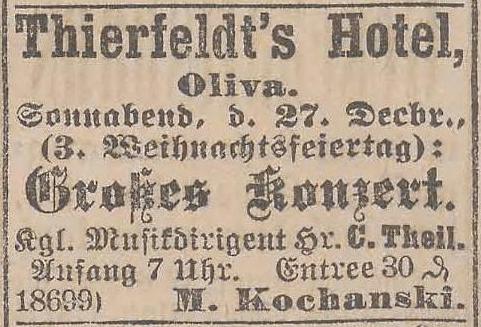 Thierfeldt's Hotel,
Oliva.
Sonnabend, d. 27. Decbr.,
(3. Weihnachtsfeiertag):
Großes Konzert.
Kgl. Musikdirigent Hr. C. Theil.
Anfang 7 Uhr. Entree 30 ₰
18699) M. Kochanski.